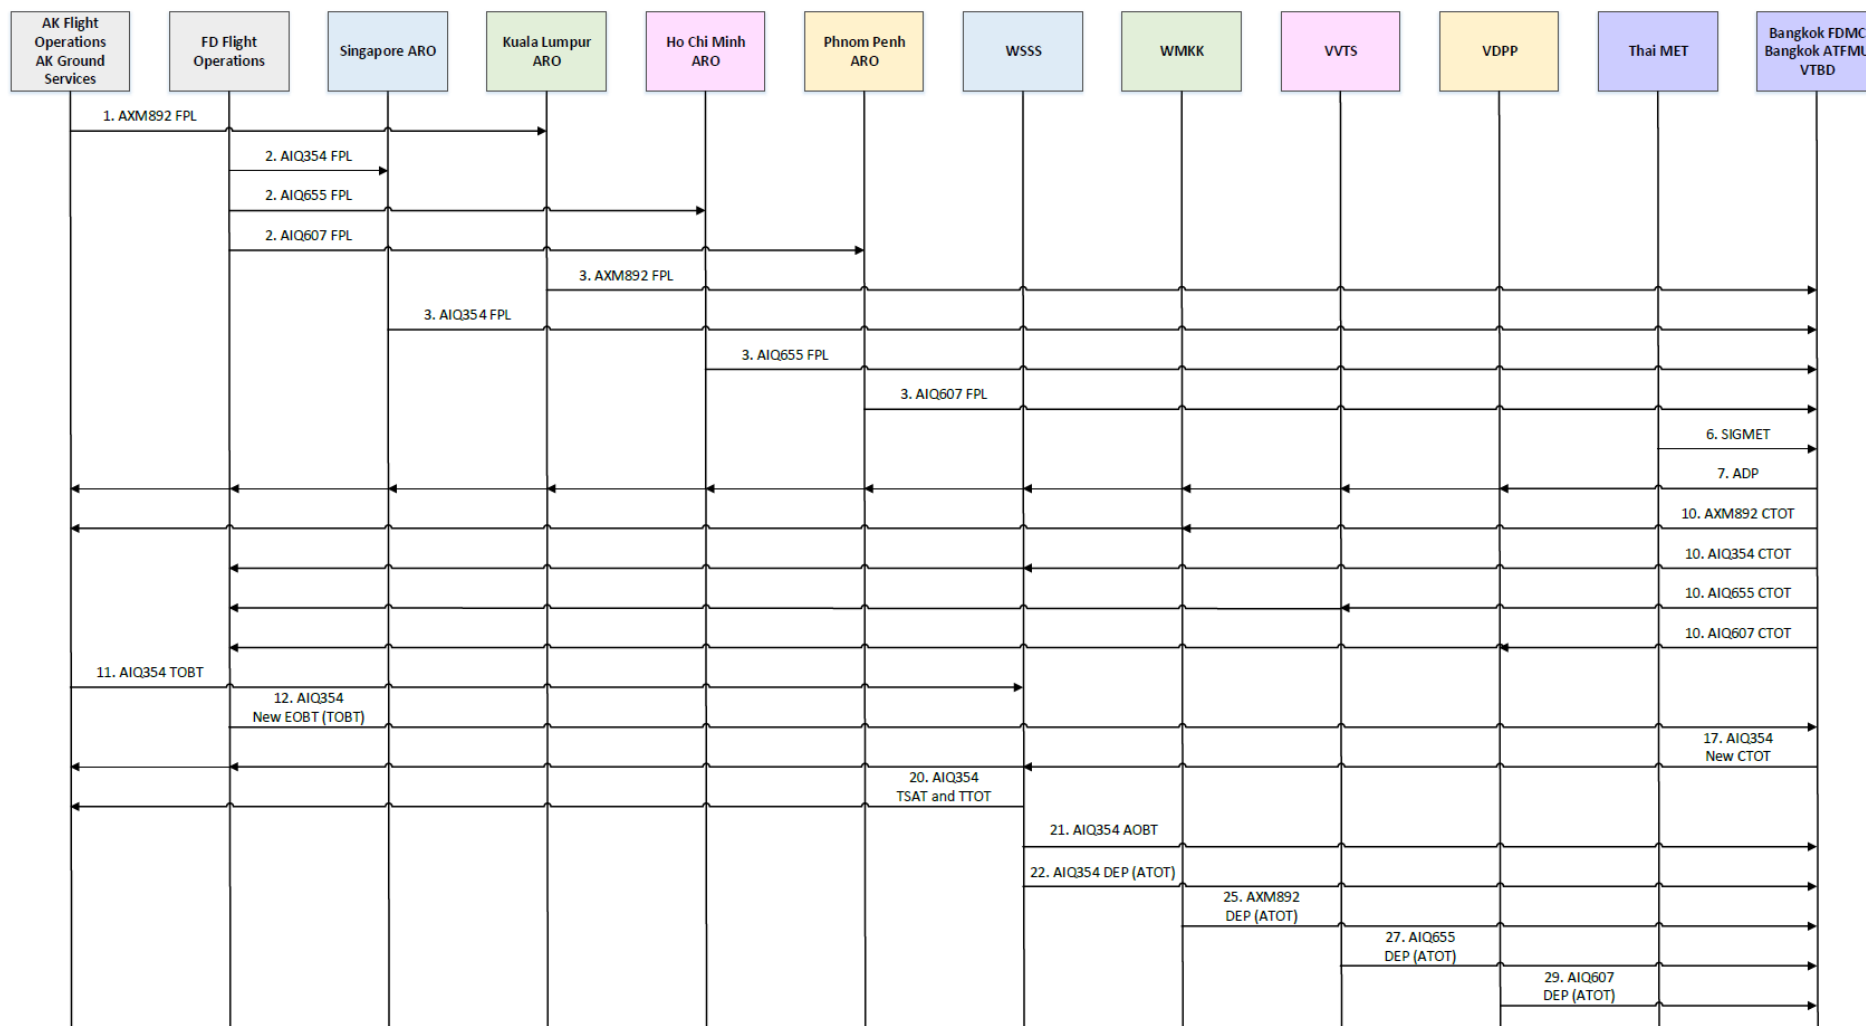 AK Flight
Operations
AK Ground
Services
FD Flight
Operations
Singapore ARO
Kuala Lumpur
ARO
Ho Chi Minh
ARO
Phnom Penh
ARO
WSSS
WMKK
VVTS
VDPP
Thai MET
Bangkok FDMC
Bangkok ATFMU
VTBD
1. AXM892 FPL
2. AIQ354 FPL
2. AIQ655 FPL
2. AIQ607 FPL
3. AXM892 FPL
3. AIQ354 FPL
3. AIQ655 FPL
3. AIQ607 FPL
6. SIGMET
7. ADP
10. AXM892 CTOT
10. AIQ354 CTOT
10. AIQ655 CTOT
10. AIQ607 CTOT
11. AIQ354 TOBT
12. AIQ354
New EOBT (TOBT)
17. AIQ354
New CTOT
20. AIQ354
TSAT and TTOT
21. AIQ354 AOBT
22. AIQ354 DEP (ATOT)
25. AXM892
DEP (ATOT)
27. AIQ655
DEP (ATOT)
29. AIQ607
DEP (ATOT)